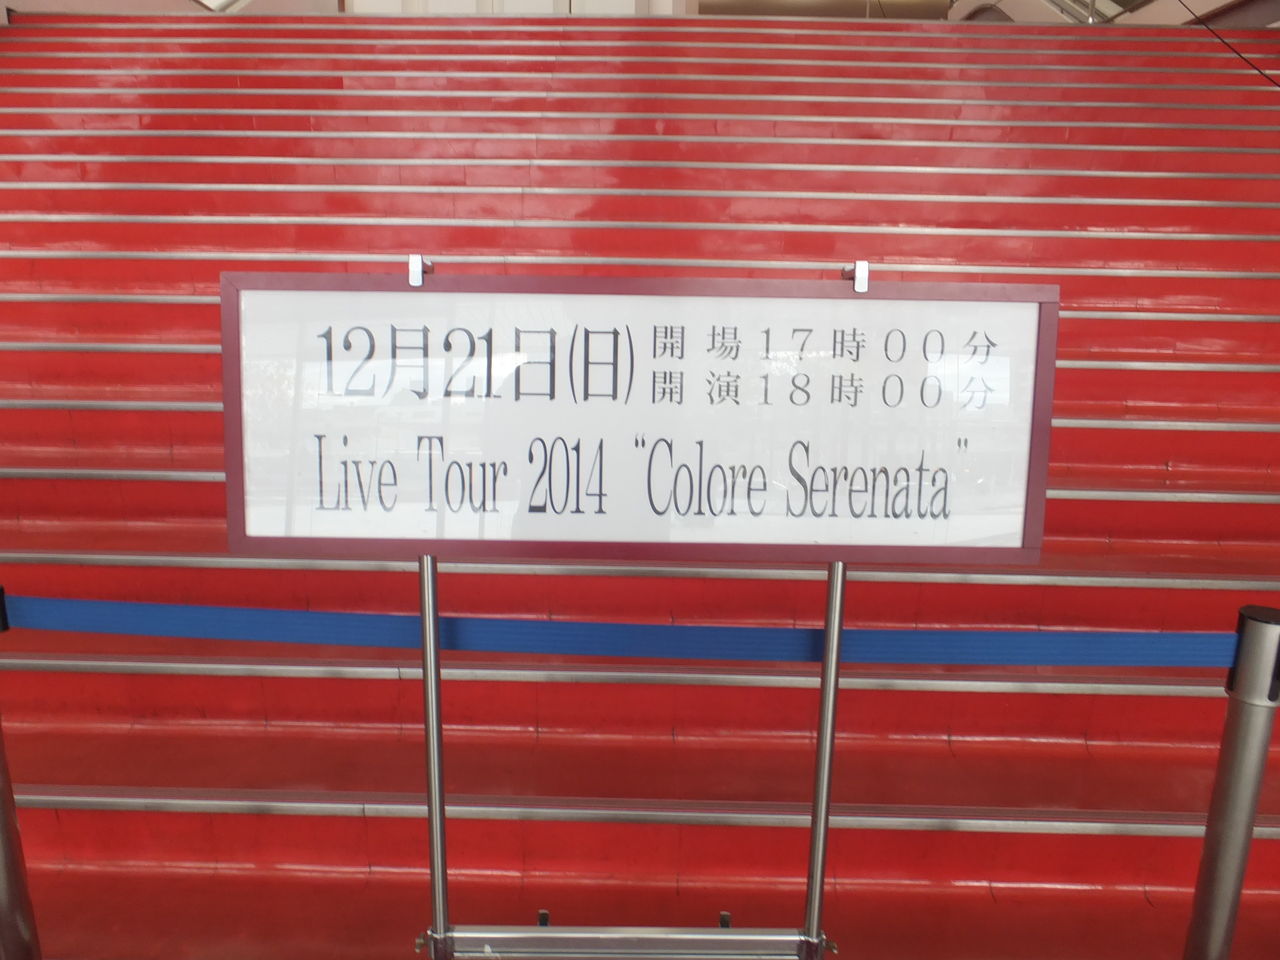 12月21日(日) 開場17時00分
開演18時00分
Live Tour 2014 “Colore Serenata”